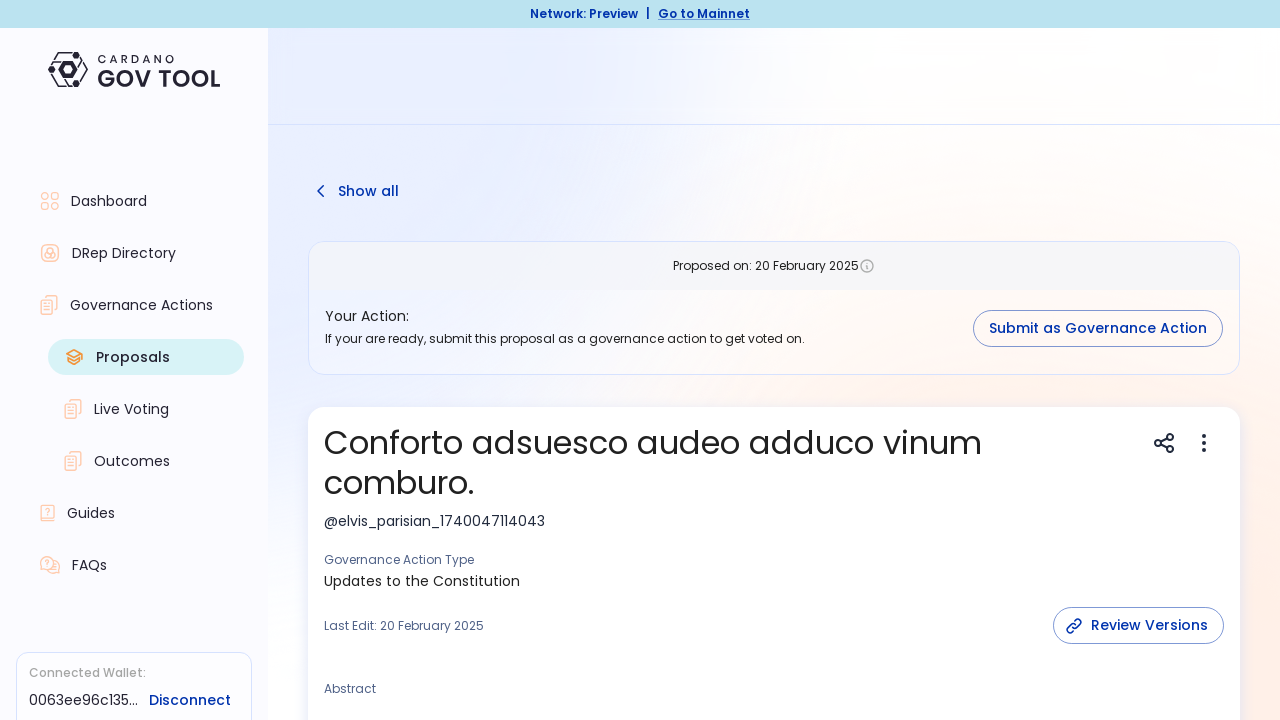 Network: Preview | Go to Mainnet
CARDANO
GOV TOOL
Dashboard
DRep Directory
Governance Actions
Proposals
Live Voting
Outcomes
Guides
FAQs
Connected Wallet:
0063ee96c135... Disconnect
Show all
Proposed on: 20 February 2025
Your Action:
If your are ready, submit this proposal as a governance action to get voted on.
Submit as Governance Action
Conforto adsuesco audeo adduco vinum
comburo.
@elvis_parisian_1740047114043
Governance Action Type
Updates to the Constitution
Last Edit: 20 February 2025
Review Versions
Abstract